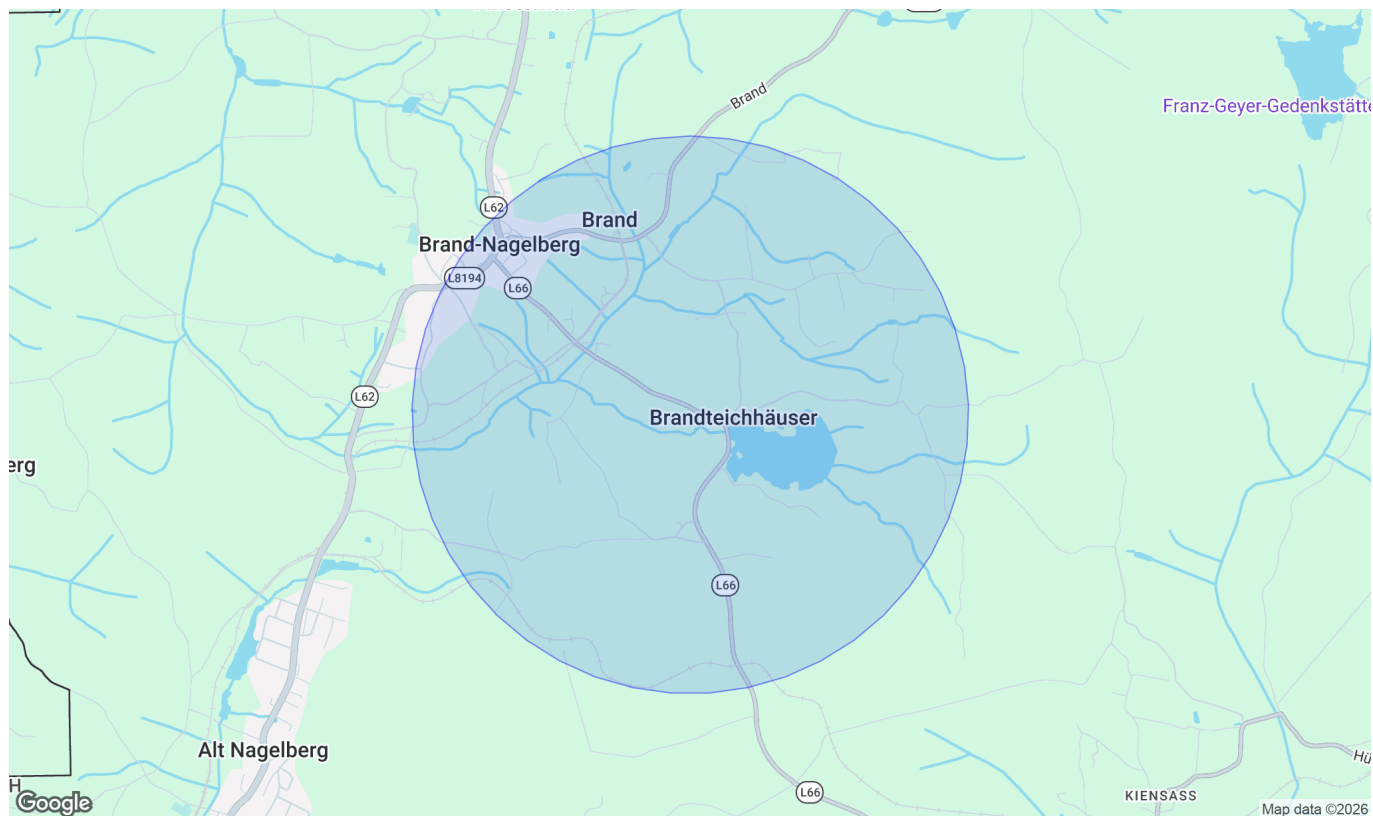 Brand
Franz-Geyer-Gedenkstätte
L62
Brand
Brand-Nagelberg
L8194
L66
L62
Brandteichhäuser
erg
L66
Alt Nagelberg
H
L66
KIENSASS
Hü
Google
Map data ©2026